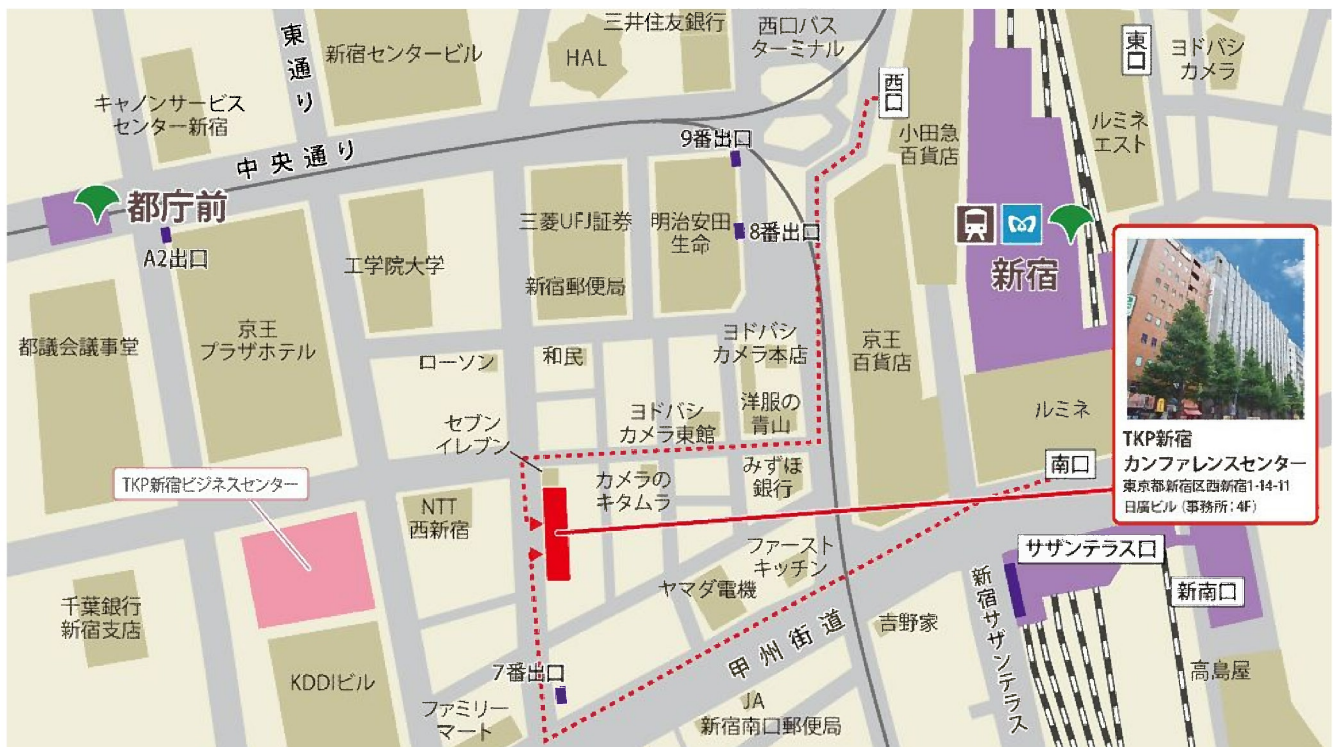 東通り
新宿センタービル
HAL
三井住友銀行
西口バス
ターミナル
東口
ヨドバシ
カメラ
キャノンサービス
センター新宿
中央通り
9番出口
西口
小田急
百貨店
ルミネ
エスト
都庁前
A2出口
工学院大学
三菱UFJ証券
新宿郵便局
明治安田
生命
8番出口
新宿
都議会議事堂
京王
プラザホテル
ローソン
和民
ヨドバシ
カメラ本店
京王
百貨店
ルミネ
セブン
イレブン
ヨドバシ
カメラ東館
洋服の
青山
TKP新宿
カンファレンスセンター
東京都新宿区西新宿1-14-11
日廣ビル (事務所:4F)
TKP新宿ビジネスセンター
NTT
西新宿
カメラの
キタムラ
みずほ
銀行
南口
ファースト
キッチン
サザンテラス口
新南口
千葉銀行
新宿支店
ヤマダ電機
甲州街道
吉野家
新宿サザンテラス
高島屋
KDDIビル
7番出口
ファミリー
マート
JA
新宿南口郵便局